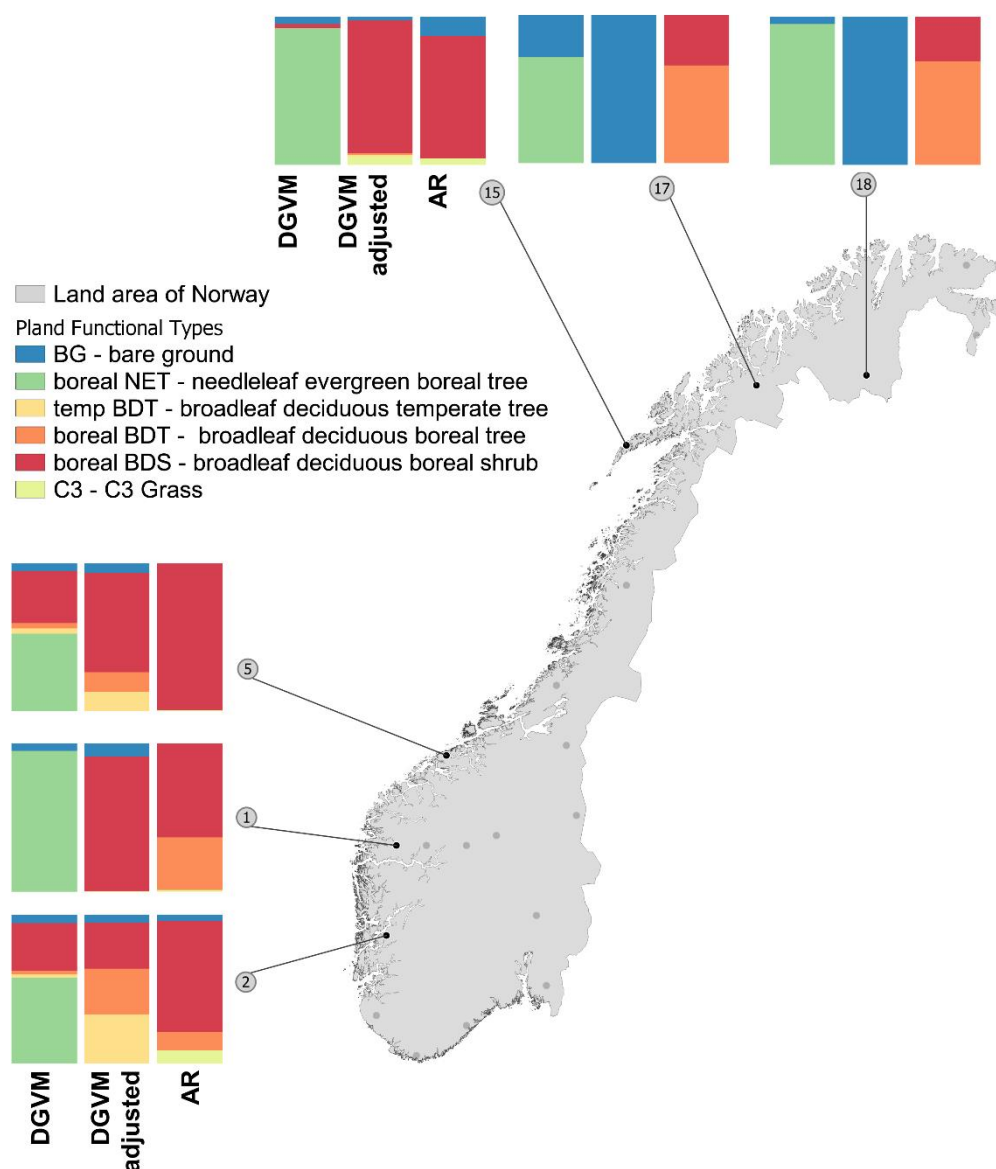 DGVM
DGVM
adjusted
AR
15
17
18
Land area of Norway
Pland Functional Types
BG - bare ground
boreal NET - needleleaf evergreen boreal tree
temp BDT - broadleaf deciduous temperate tree
boreal BDT - broadleaf deciduous boreal tree
boreal BDS - broadleaf deciduous boreal shrub
C3 - C3 Grass
5
1
2
DGVM
DGVM
adjusted
AR